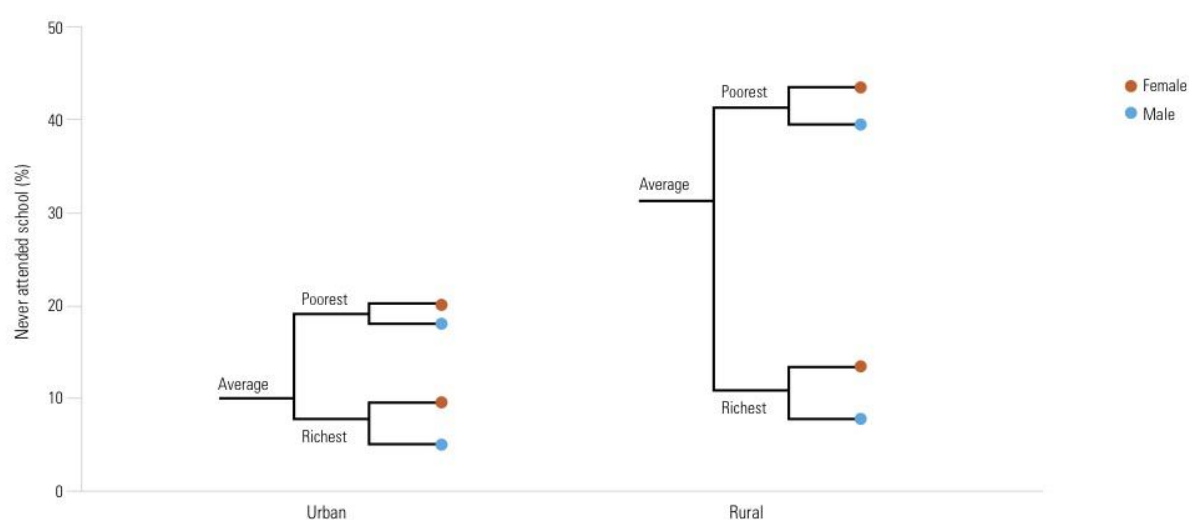 Never attended school (%)
50
40
30
20
10
0
Average
Poorest
Richest
Urban
Average
Poorest
Richest
Rural
Female
Male